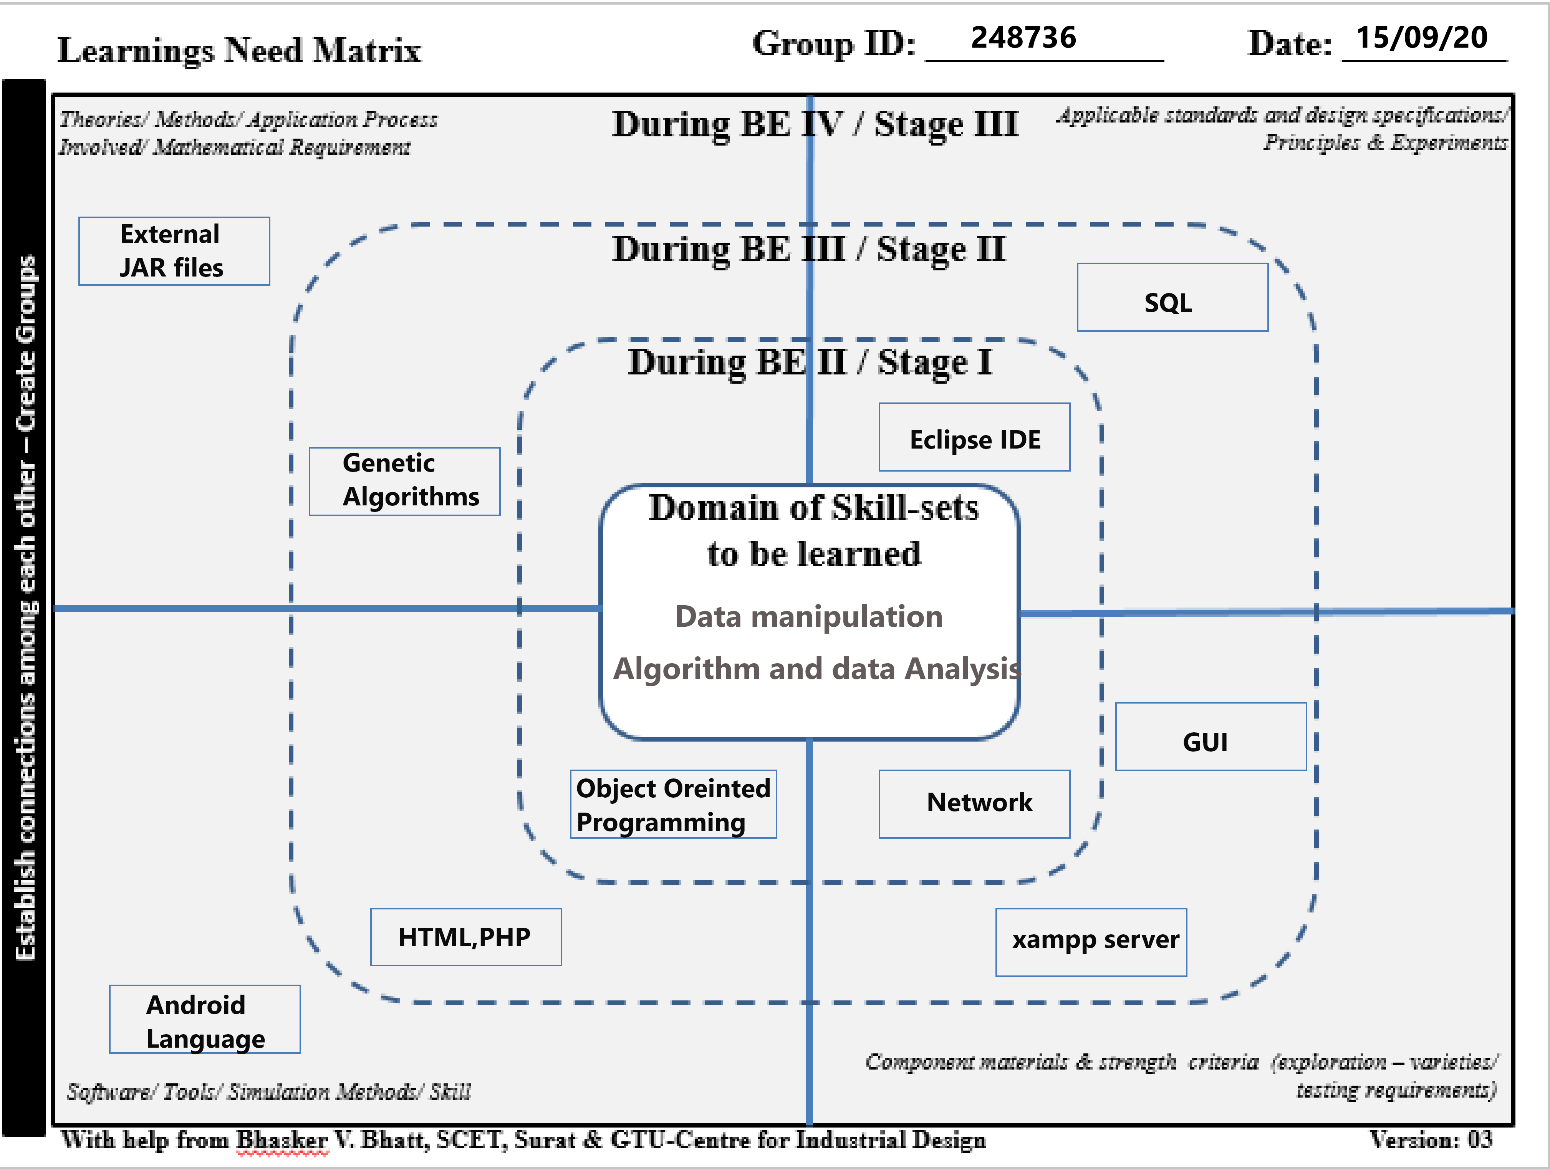 Learnings Need Matrix
Group ID: 248736
Date: 15/09/20
Establish connections among each other – Create Groups
Theories/ Methods/ Application Process
Involved/ Mathematical Requirement
During BE IV / Stage III
Applicable standards and design specifications/
Principles & Experiments
External
JAR files
During BE III / Stage II
SQL
During BE II / Stage I
Eclipse IDE
Genetic
Algorithms
Domain of Skill-sets
to be learned
Data manipulation
Algorithm and data Analysis
GUI
Object Oreinted
Programming
Network
HTML,PHP
xampp server
Android
Language
Component materials & strength criteria (exploration – varieties/
testing requirements)
Software/ Tools/ Simulation Methods/ Skill
With help from Bhasker V. Bhatt, SCET, Surat & GTU-Centre for Industrial Design
Version: 03